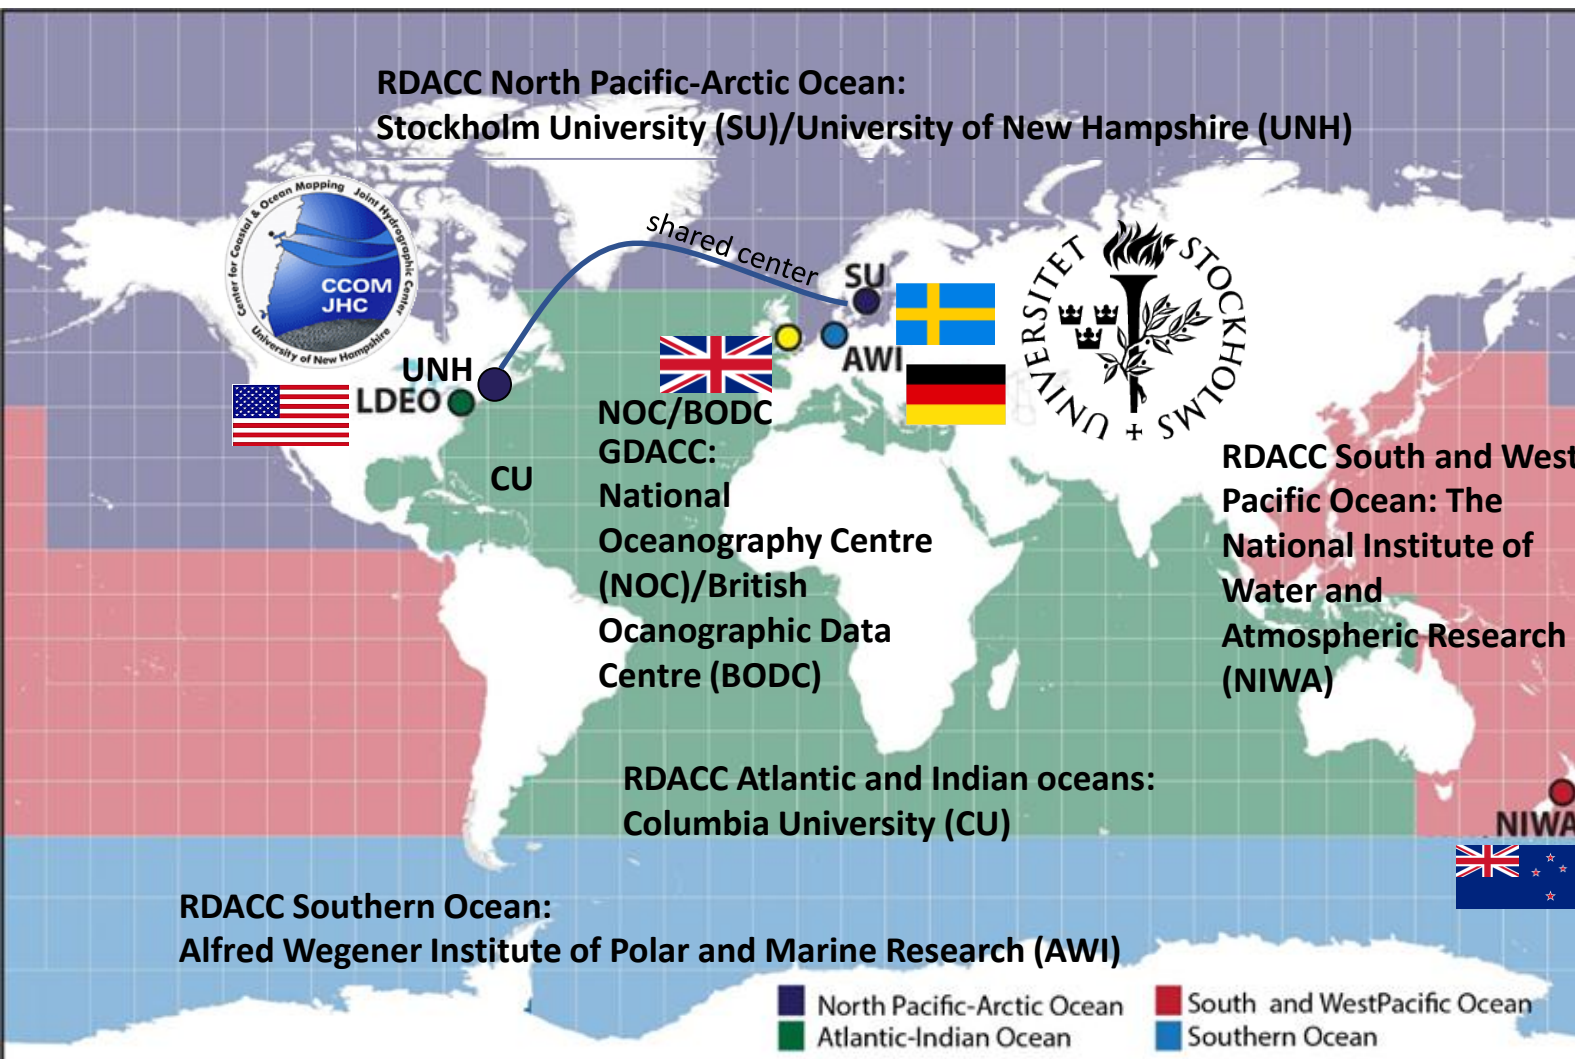 RDACC North Pacific-Arctic Ocean:
Stockholm University (SU)/University of New Hampshire (UNH)
Center for Coastal & Ocean Mapping Joint Hydrographic Center
CCOM
JHC
University of New Hampshire
shared center
SU
STOCKHOLMS
UNIVERSITET
AWI
UNH
LDEO
NOC/BODC
GDACC:
National
Oceanography Centre
(NOC)/British
Ocanographic Data
Centre (BODC)
CU
RDACC South and West
Pacific Ocean: The
National Institute of
Water and
Atmospheric Research
(NIWA)
RDACC Atlantic and Indian oceans:
Columbia University (CU)
NIWA
RDACC Southern Ocean:
Alfred Wegener Institute of Polar and Marine Research (AWI)
North Pacific-Arctic Ocean
South and WestPacific Ocean
Atlantic-Indian Ocean
Southern Ocean